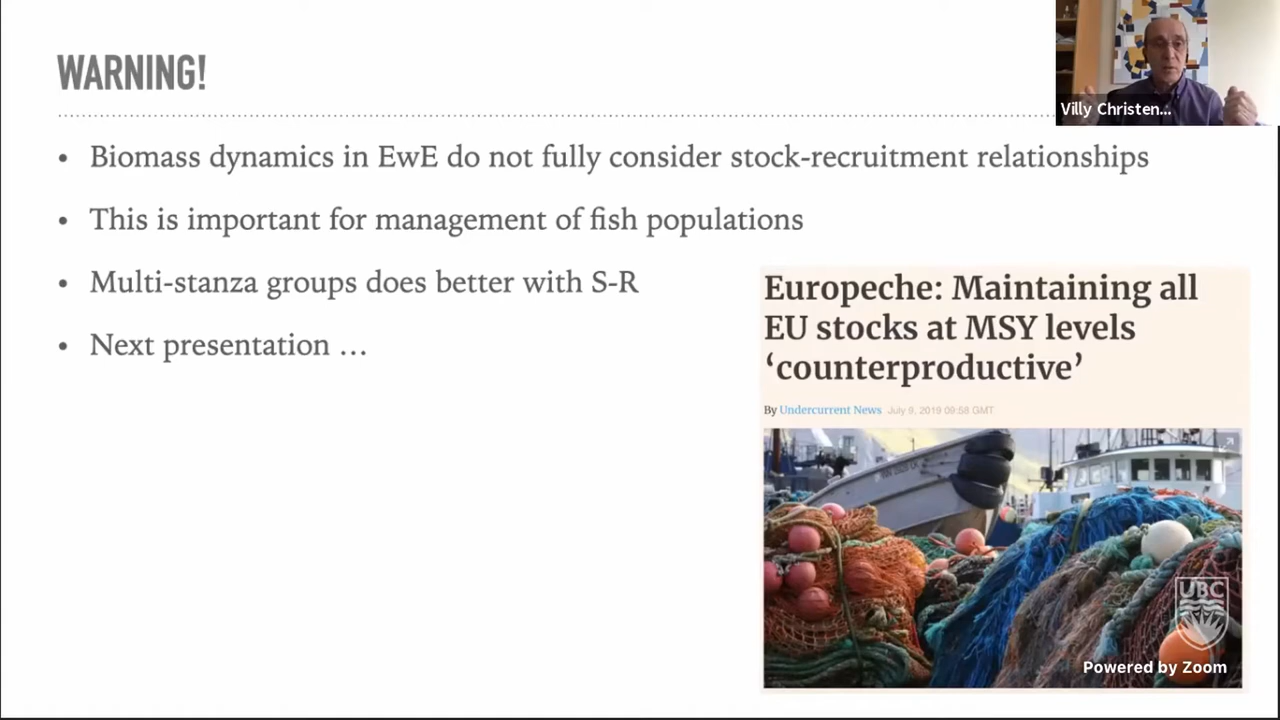 WARNING!
Villy Christen...
• Biomass dynamics in EwE do not fully consider stock-recruitment relationships
• This is important for management of fish populations
• Multi-stanza groups does better with S-R
• Next presentation …
Europeche: Maintaining all
EU stocks at MSY levels
‘counterproductive’
By Undercurrent News July 9, 2019 09:58 GMT
UBC
Powered by Zoom